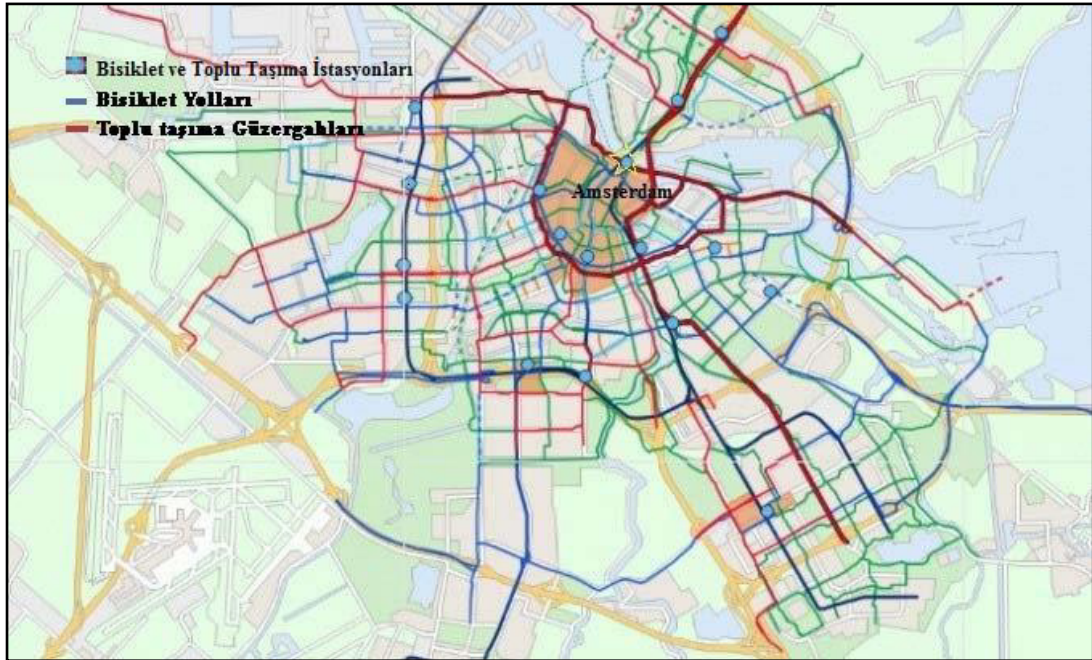 Bisiklet ve Toplu Taşıma İstasyonları
Bisiklet Yolları
Toplu taşıma Güzergahları
Amsterdam